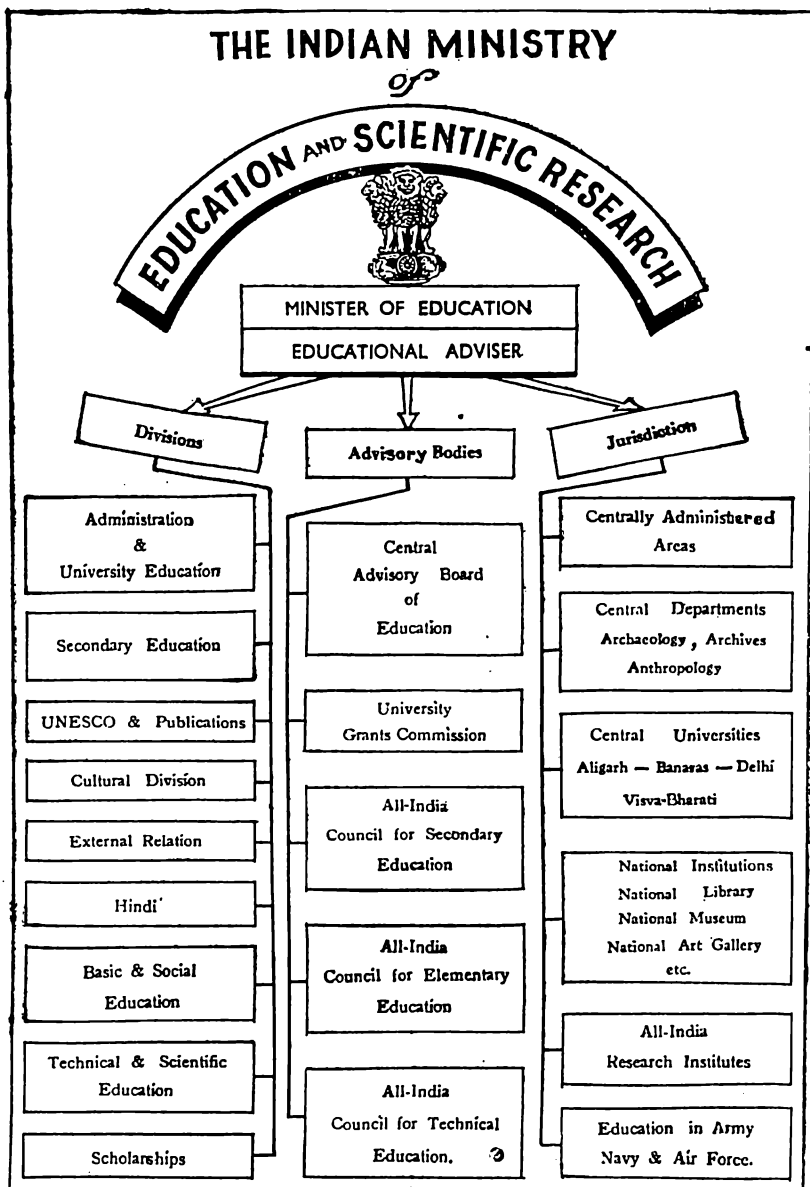 THE INDIAN MINISTRY
of
EDUCATION AND SCIENTIFIC RESEARCH
MINISTER OF EDUCATION
EDUCATIONAL ADVISER
Divisions
Administration
&
University Education
Secondary Education
UNESCO & Publications
Cultural Division
External Relation
Hindi
Basic & Social
Education
Technical & Scientific
Education
Scholarships
Advisory Bodies
Central
Advisory Board
of
Education
University
Grants Commission
All-India
Council for Secondary
Education
All-India
Council for Elementary
Education
All-India
Council for Technical
Education.
Jurisdiction
Centrally Administered
Areas
Central Departments
Archaeology, Archives
Anthropology
Central Universities
Aligarh — Banaras — Delhi
Visva-Bharati
National Institutions
National Library
National Museum
National Art Gallery
etc.
All-India
Research Institutes
Education in Army
Navy & Air Force.